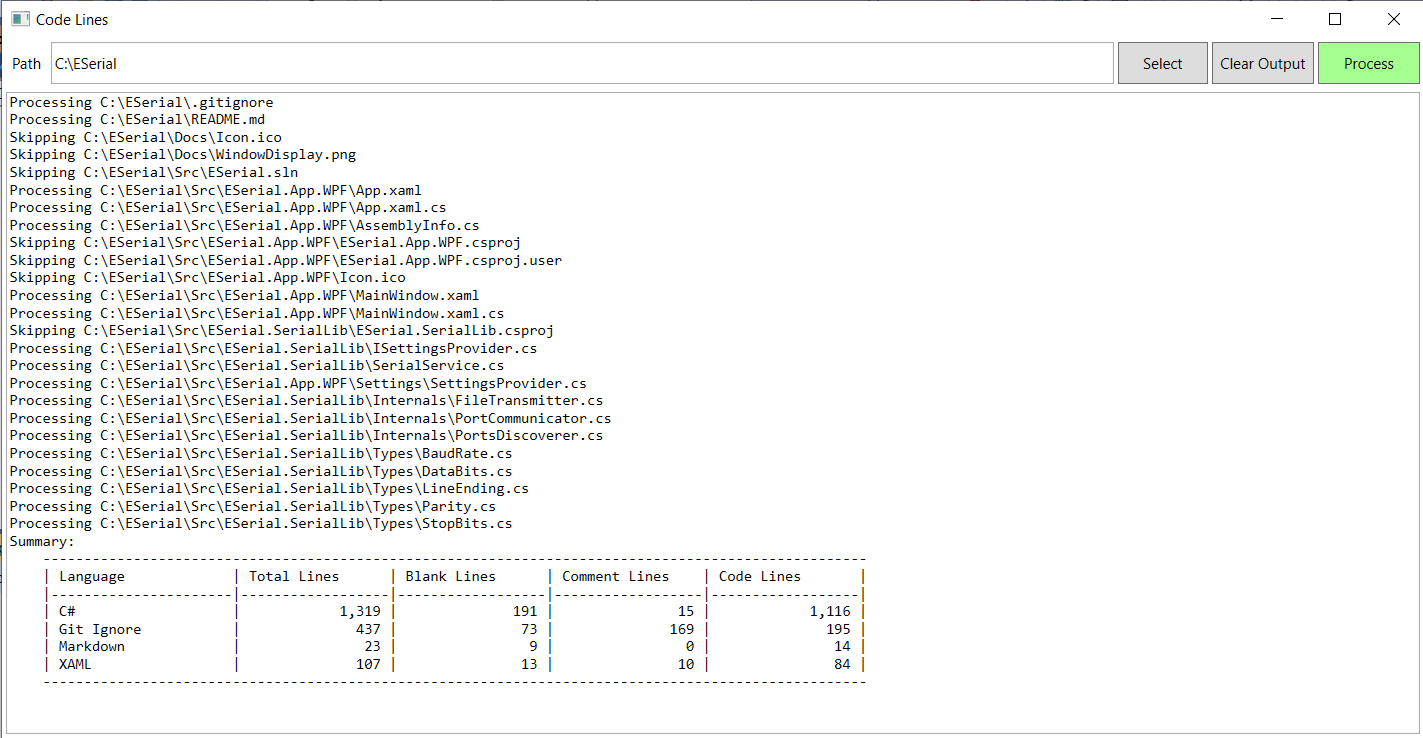 Code Lines
Path C:\ESerial Select Clear Output Process
Processing C:\ESerial\.gitignore
Processing C:\ESerial\README.md
Skipping C:\ESerial\Docs\Icon.ico
Skipping C:\ESerial\Docs\WindowDisplay.png
Skipping C:\ESerial\Src\ESerial.sln
Processing C:\ESerial\Src\ESerial.App.WPF\App.xaml
Processing C:\ESerial\Src\ESerial.App.WPF\App.xaml.cs
Processing C:\ESerial\Src\ESerial.App.WPF\AssemblyInfo.cs
Skipping C:\ESerial\Src\ESerial.App.WPF\ESerial.App.WPF.csproj
Skipping C:\ESerial\Src\ESerial.App.WPF\ESerial.App.WPF.csproj.user
Skipping C:\ESerial\Src\ESerial.App.WPF\Icon.ico
Processing C:\ESerial\Src\ESerial.App.WPF\MainWindow.xaml
Processing C:\ESerial\Src\ESerial.App.WPF\MainWindow.xaml.cs
Skipping C:\ESerial\Src\ESerial.SerialLib\ESerial.SerialLib.csproj
Processing C:\ESerial\Src\ESerial.SerialLib\ISettingsProvider.cs
Processing C:\ESerial\Src\ESerial.SerialLib\SerialService.cs
Processing C:\ESerial\Src\ESerial.App.WPF\Settings\SettingsProvider.cs
Processing C:\ESerial\Src\ESerial.SerialLib\Internals\FileTransmitter.cs
Processing C:\ESerial\Src\ESerial.SerialLib\Internals\PortCommunicator.cs
Processing C:\ESerial\Src\ESerial.SerialLib\Internals\PortsDiscoverer.cs
Processing C:\ESerial\Src\ESerial.SerialLib\Types\BaudRate.cs
Processing C:\ESerial\Src\ESerial.SerialLib\Types\DataBits.cs
Processing C:\ESerial\Src\ESerial.SerialLib\Types\LineEnding.cs
Processing C:\ESerial\Src\ESerial.SerialLib\Types\Parity.cs
Processing C:\ESerial\Src\ESerial.SerialLib\Types\StopBits.cs
Summary:
| Language | Total Lines | Blank Lines | Comment Lines | Code Lines |
| C# | 1,319 | 191 | 15 | 1,116 |
| Git Ignore | 437 | 73 | 169 | 195 |
| Markdown | 23 | 9 | 0 | 14 |
| XAML | 107 | 13 | 10 | 84 |